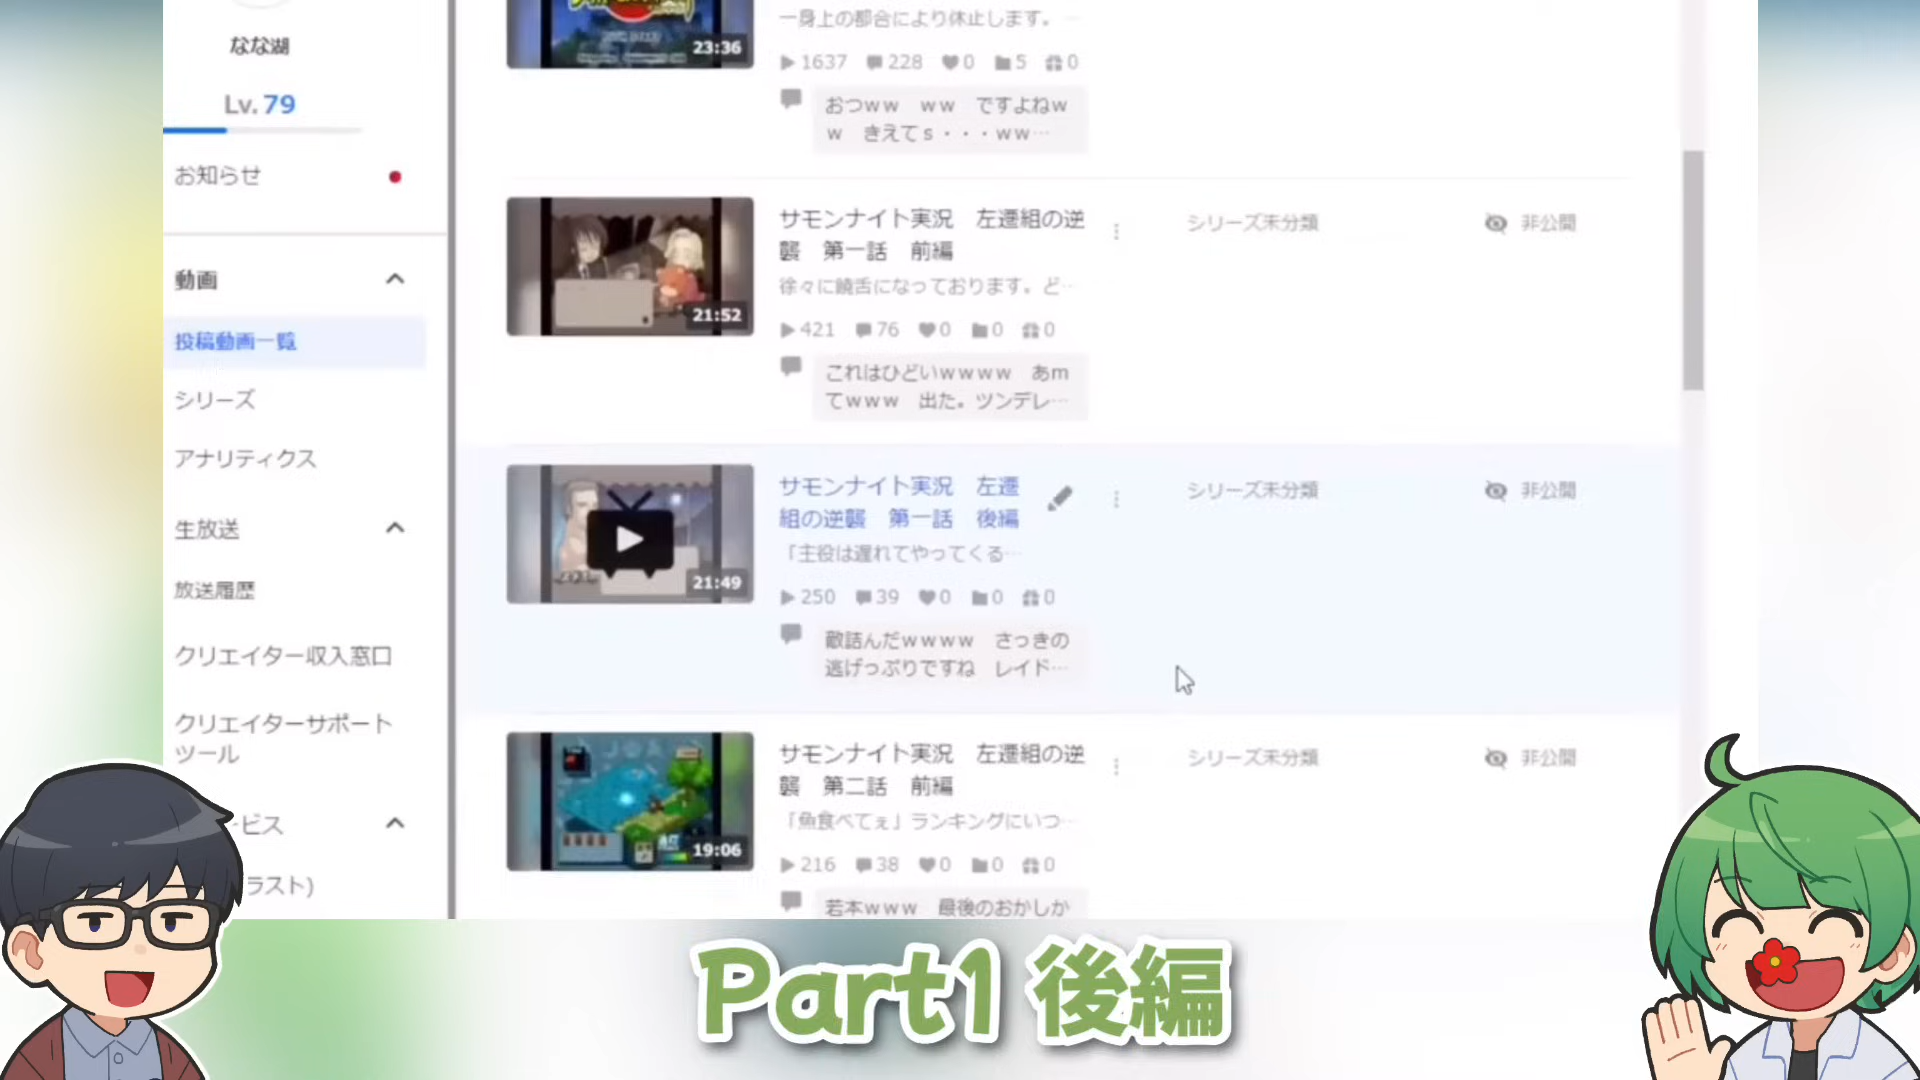 なな湖
Lv. 79
お知らせ
動画
投稿動画一覧
シリーズ
アナリティクス
生放送
放送履歴
クリエイター収入窓口
クリエイターサポート
ツール
ービス
ラスト)
23:36
一身上の都合により休止します。
1637 228 0 5 0
おつｗｗ　ｗｗ　ですよねｗ
ｗ　きえてｓ・・・ｗｗ…
21:52
サモンナイト実況　左遷組の逆
襲　第一話　前編
シリーズ未分類
非公開
徐々に饒舌になっております。ど…
421 76 0 0 0
これはひどいｗｗｗｗ　あｍ
てｗｗｗ　出た。ツンデレ…
21:49
サモンナイト実況　左遷
組の逆襲　第一話　後編
シリーズ未分類
非公開
「主役は遅れてやってくる…
250 39 0 0 0
敵詰んだｗｗｗｗ　さっきの
逃げっぷりですね　レイド…
19:06
サモンナイト実況　左遷組の逆
襲　第二話　前編
シリーズ未分類
非公開
「魚食べてぇ」ランキングにいつ…
216 38 0 0 0
若本ｗｗｗ　最後のおかしか
Part1 後編